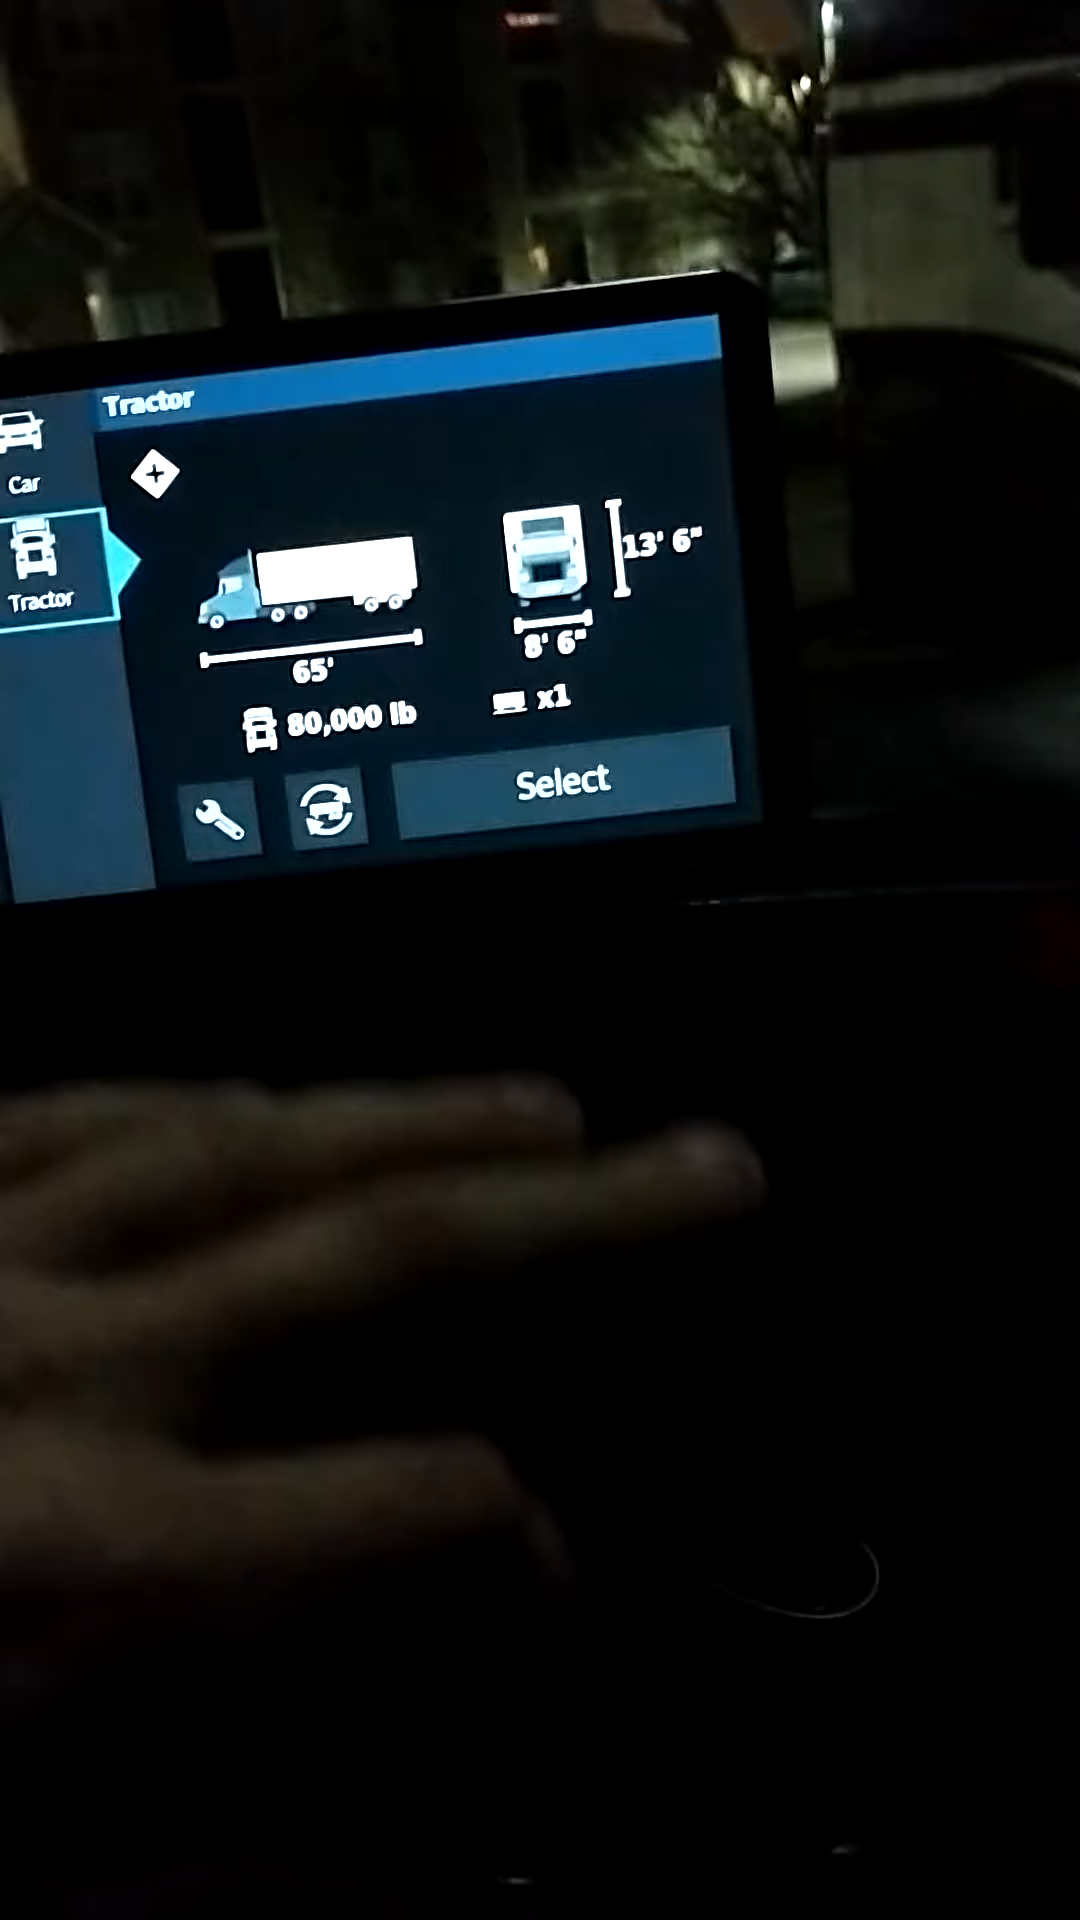 Tractor
Car
Tractor
13' 6"
8' 6"
65'
80,000 lb
x1
Select